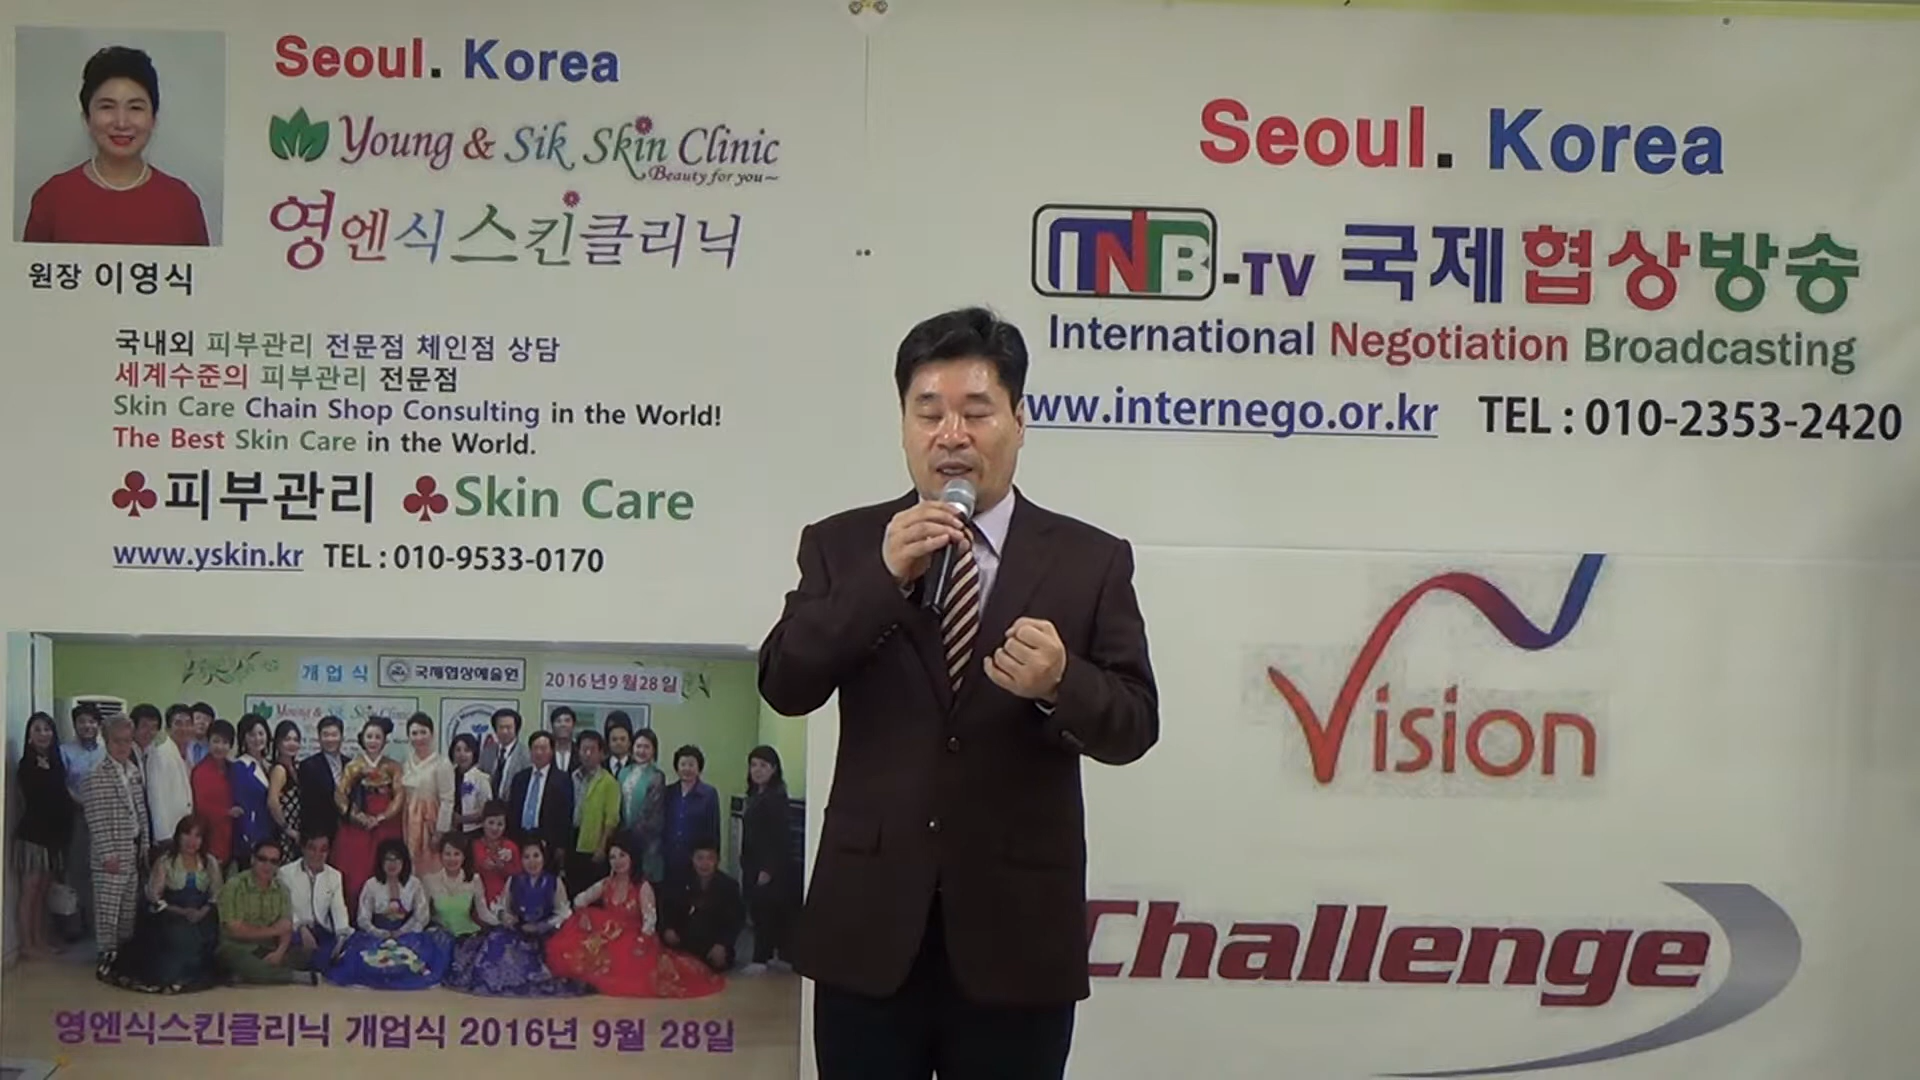 Seoul. Korea
Young & Sik Skin Clinic
Beauty for you~
영엔식스킨클리닉
원장 이영식
국내외 피부관리 전문점 체인점 상담
세계수준의 피부관리 전문점
Skin Care Chain Shop Consulting in the World!
The Best Skin Care in the World.
♣피부관리 ♣Skin Care
www.yskin.kr TEL : 010-9533-0170
개업식 국제협상예술원 2016년9월28일
Young & Sik Skin Clinic
영엔식스킨클리닉 개업식 2016년 9월 28일
Seoul. Korea
INB-TV 국제협상방송
International Negotiation Broadcasting
ww.internego.or.kr TEL : 010-2353-2420
Vision
Challenge